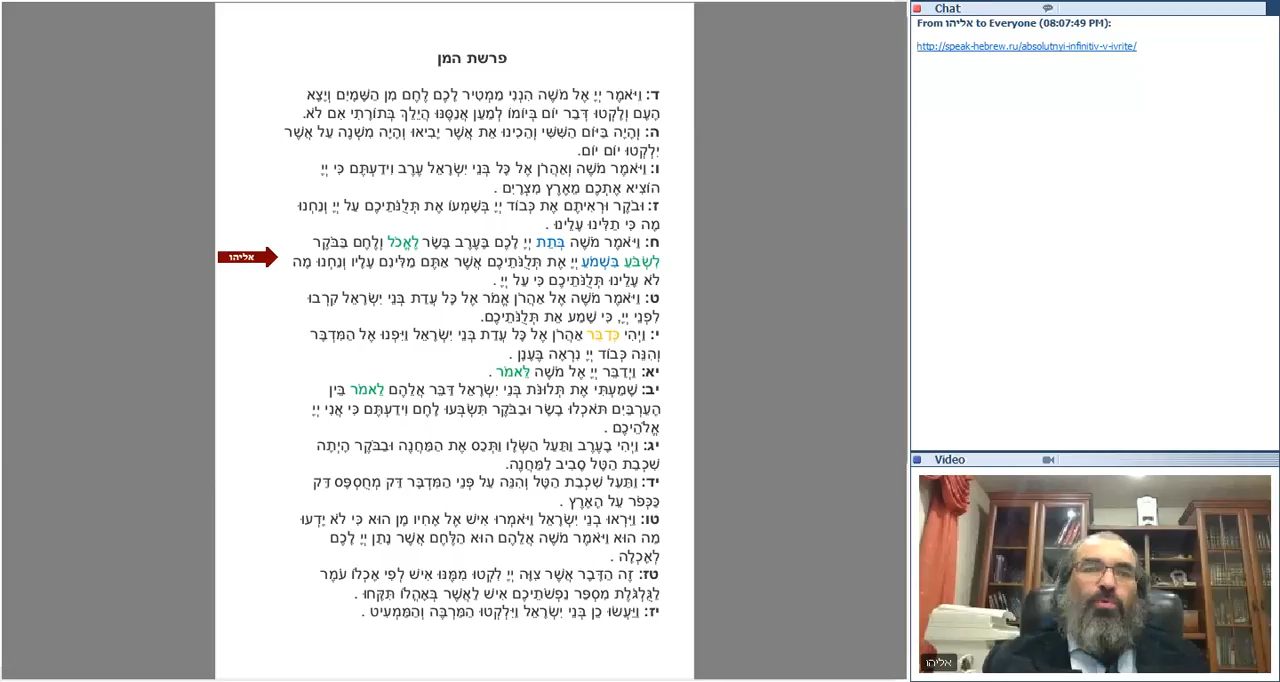 פרשת המן
ד: וַיֹּאמֶר יְיָ אֶל מֹשֶׁה הִנְנִי מַמְטִיר לָכֶם לֶחֶם מִן הַשָּׁמָיִם וְיָצָא
הָעָם וְלָקְטוּ דְּבַר יוֹם בְּיוֹמוֹ לְמַעַן אֲנַסֶּנּוּ הֲיֵלֵךְ בְּתוֹרָתִי אִם לֹא.
ה: וְהָיָה בַּיּוֹם הַשִּׁשִּׁי וְהֵכִינוּ אֵת אֲשֶׁר יָבִיאוּ וְהָיָה מִשְׁנֶה עַל אֲשֶׁר
יִלְקְטוּ יוֹם יוֹם.
ו: וַיֹּאמֶר מֹשֶׁה וְאַהֲרֹן אֶל כָּל בְּנֵי יִשְׂרָאֵל עֶרֶב וִידַעְתֶּם כִּי יְיָ
הוֹצִיא אֶתְכֶם מֵאֶרֶץ מִצְרָיִם .
ז: וּבֹקֶר וּרְאִיתֶם אֶת כְּבוֹד יְיָ בְּשָׁמְעוֹ אֶת תְּלֻנֹּתֵיכֶם עַל יְיָ וְנַחְנוּ
מָה כִּי תַלִּינוּ עָלֵינוּ .
ח: וַיֹּאמֶר מֹשֶׁה בְּתֵת יְיָ לָכֶם בָּעֶרֶב בָּשָׂר לֶאֱכֹל וְלֶחֶם בַּבֹּקֶר
לִשְׂבֹּעַ בִּשְׁמֹעַ יְיָ אֶת תְּלֻנֹּתֵיכֶם אֲשֶׁר אַתֶּם מַלִּינִם עָלָיו וְנַחְנוּ מָה
לֹא עָלֵינוּ תְלֻנֹּתֵיכֶם כִּי עַל יְיָ .
ט: וַיֹּאמֶר מֹשֶׁה אֶל אַהֲרֹן אֱמֹר אֶל כָּל עֲדַת בְּנֵי יִשְׂרָאֵל קִרְבוּ
לִפְנֵי יְיָ, כִּי שָׁמַע אֵת תְּלֻנֹּתֵיכֶם.
י: וַיְהִי כְּדַבֵּר אַהֲרֹן אֶל כָּל עֲדַת בְּנֵי יִשְׂרָאֵל וַיִּפְנוּ אֶל הַמִּדְבָּר
וְהִנֵּה כְּבוֹד יְיָ נִרְאָה בֶּעָנָן .
יא: וַיְדַבֵּר יְיָ אֶל מֹשֶׁה לֵּאמֹר .
יב: שָׁמַעְתִּי אֶת תְּלוּנֹּת בְּנֵי יִשְׂרָאֵל דַּבֵּר אֲלֵהֶם לֵאמֹר בֵּין
הָעַרְבַּיִם תֹּאכְלוּ בָשָׂר וּבַבֹּקֶר תִּשְׂבְּעוּ לָחֶם וִידַעְתֶּם כִּי אֲנִי יְיָ
אֱלֹהֵיכֶם .
יג: וַיְהִי בָעֶרֶב וַתַּעַל הַשְּׂלָו וַתְּכַס אֶת הַמַּחֲנֶה וּבַבֹּקֶר הָיְתָה
שִׁכְבַת הַטַּל סָבִיב לַמַּחֲנֶה.
יד: וַתַּעַל שִׁכְבַת הַטָּל וְהִנֵּה עַל פְּנֵי הַמִּדְבָּר דַּק מְחֻסְפָּס דַּק
כַּכְּפֹר עַל הָאָרֶץ .
טו: וַיִּרְאוּ בְנֵי יִשְׂרָאֵל וַיֹּאמְרוּ אִישׁ אֶל אָחִיו מָן הוּא כִּי לֹא יָדְעוּ
מַה הוּא וַיֹּאמֶר מֹשֶׁה אֲלֵהֶם הוּא הַלֶּחֶם אֲשֶׁר נָתַן יְיָ לָכֶם
לְאָכְלָה .
טז: זֶה הַדָּבָר אֲשֶׁר צִוָּה יְיָ לִקְטוּ מִמֶּנּוּ אִישׁ לְפִי אָכְלוֹ עֹמֶר
לַגֻּלְגֹּלֶת מִסְפַּר נַפְשֹׁתֵיכֶם אִישׁ לַאֲשֶׁר בְּאָהֳלוֹ תִּקָּחוּ .
יז: וַיַּעֲשׂוּ כֵן בְּנֵי יִשְׂרָאֵל וַיִּלְקְטוּ הַמַּרְבֶּה וְהַמַּמְעִיט .
אליהו
Chat
From אליהו to Everyone (08:07:49 PM):
http://speak-hebrew.ru/absolutnyi-infinitiv-v-ivrite/
Video
אליהו